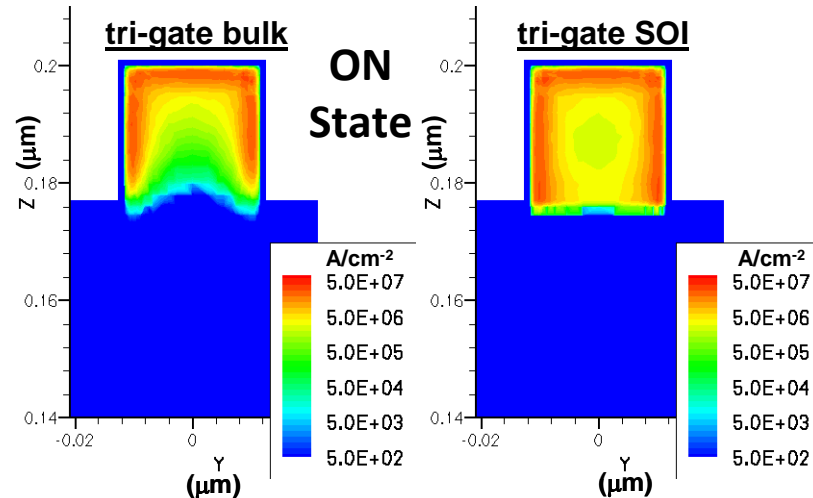 tri-gate bulk
ON
State
tri-gate SOI
0.2
0.18
0.16
0.14
Z (μm)
-0.02
0
Y
(μm)
A/cm-2
5.0E+07
5.0E+06
5.0E+05
5.0E+04
5.0E+03
5.0E+02
0.2
0.18
0.16
0.14
Z (μm)
-0.02
0
Y
(μm)
A/cm-2
5.0E+07
5.0E+06
5.0E+05
5.0E+04
5.0E+03
5.0E+02